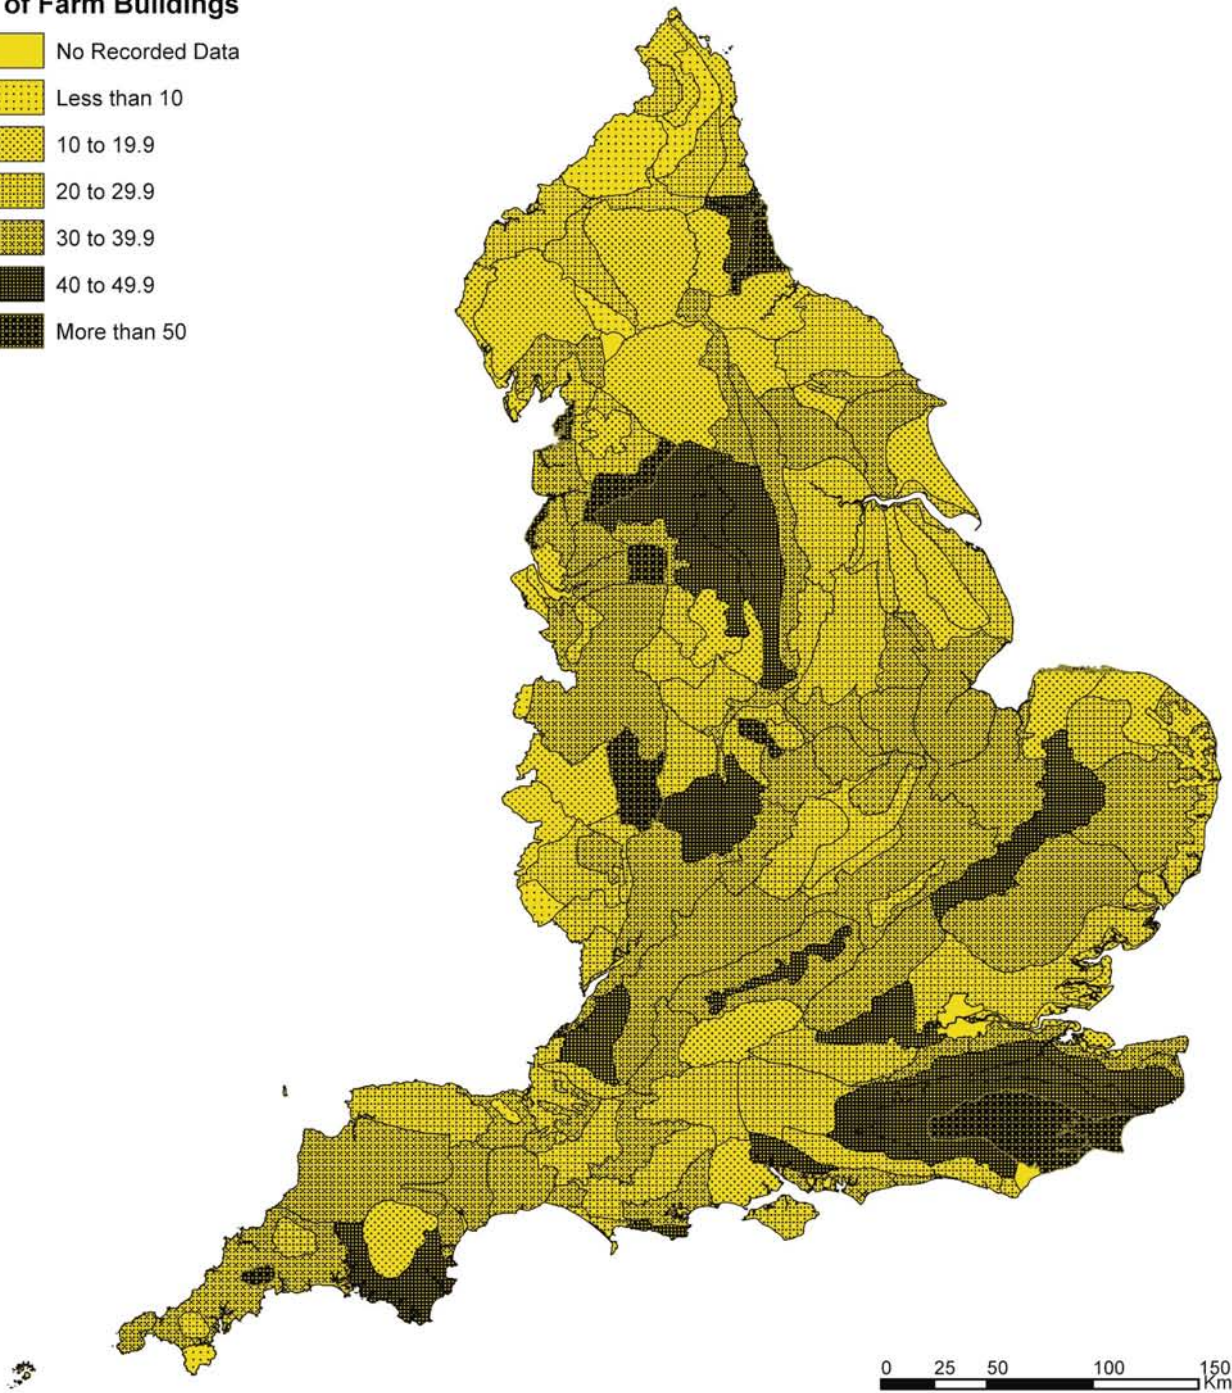 of Farm Buildings
No Recorded Data
Less than 10
10 to 19.9
20 to 29.9
30 to 39.9
40 to 49.9
More than 50
0 25 50 100 150
Km